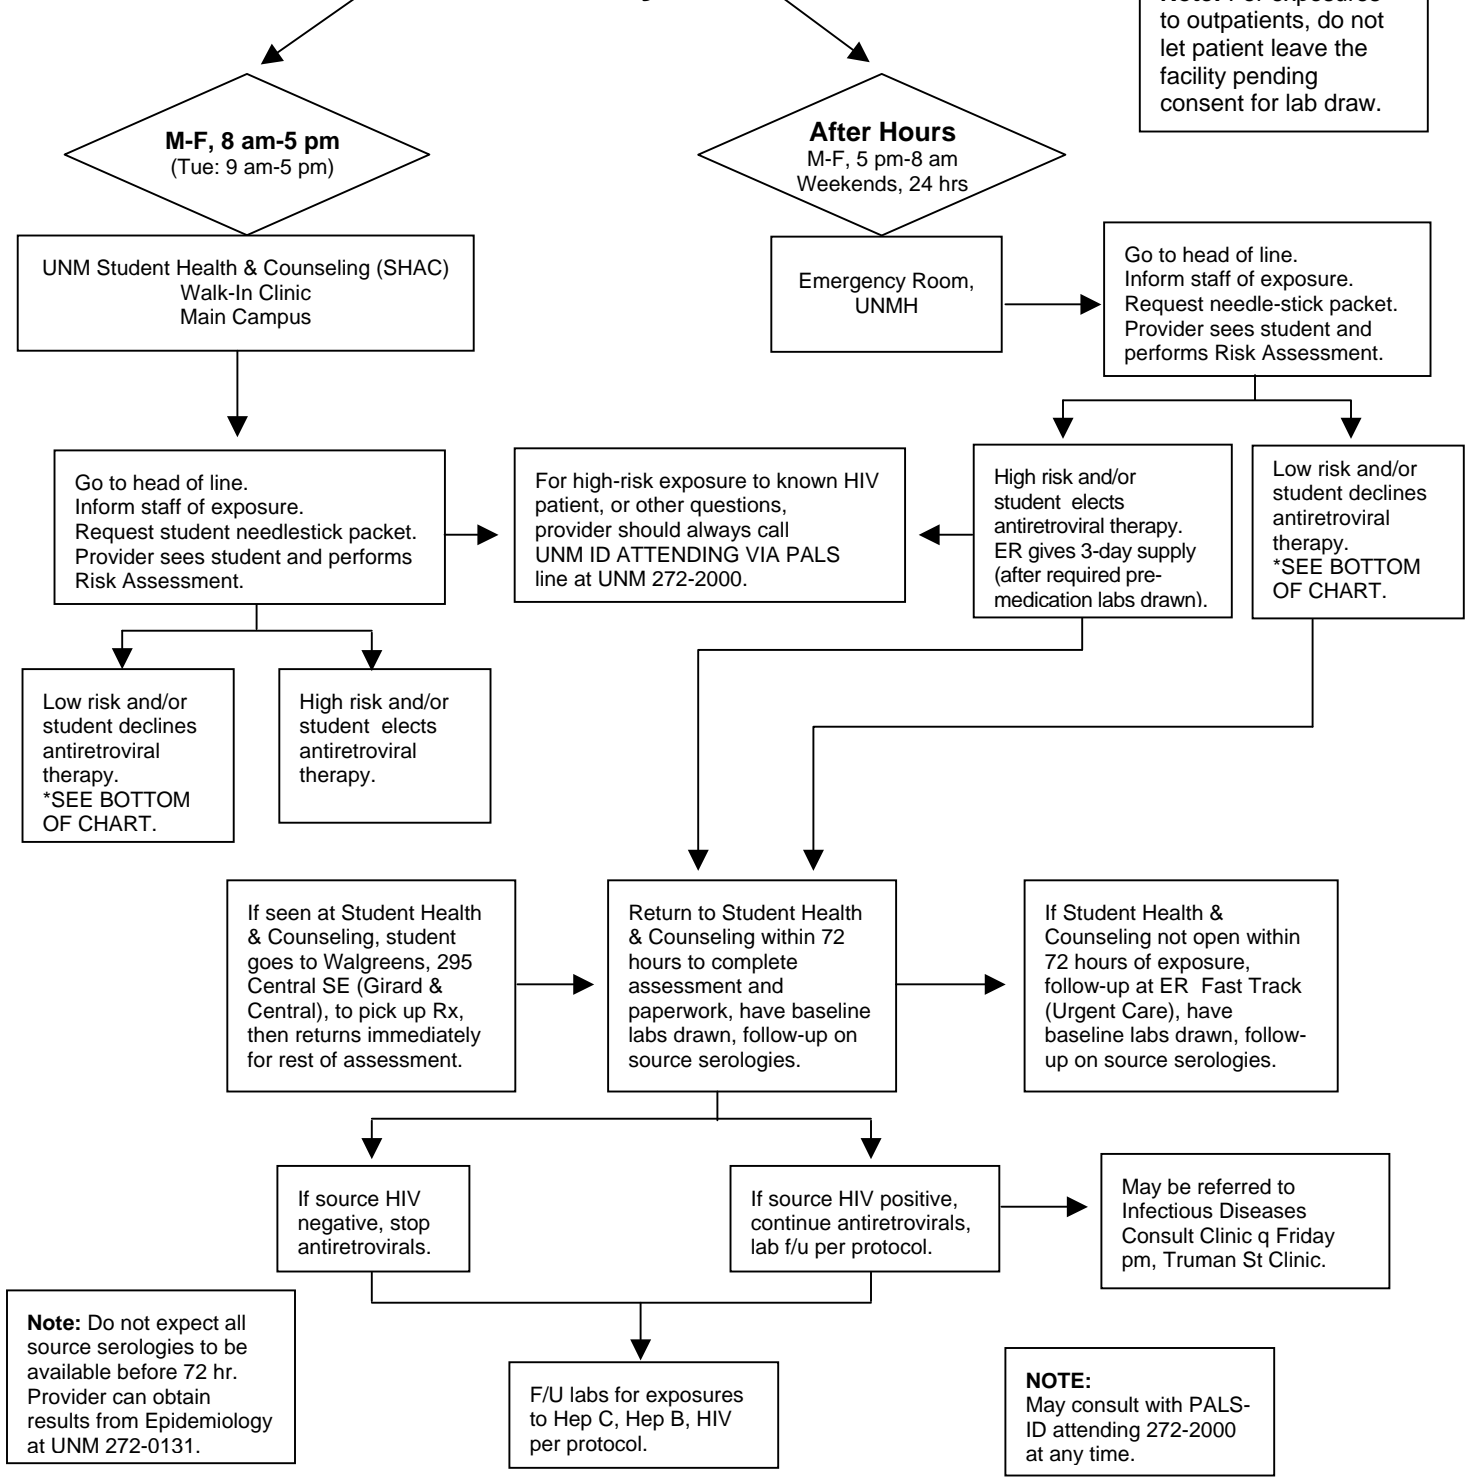 to outpatients, do not
let patient leave the
facility pending
consent for lab draw.
M-F, 8 am-5 pm
(Tue: 9 am-5 pm)
After Hours
M-F, 5 pm-8 am
Weekends, 24 hrs
UNM Student Health & Counseling (SHAC)
Walk-In Clinic
Main Campus
Emergency Room,
UNMH
Go to head of line.
Inform staff of exposure.
Request needle-stick packet.
Provider sees student and
performs Risk Assessment.
Go to head of line.
Inform staff of exposure.
Request student needlestick packet.
Provider sees student and performs
Risk Assessment.
For high-risk exposure to known HIV
patient, or other questions,
provider should always call
UNM ID ATTENDING VIA PALS
line at UNM 272-2000.
High risk and/or
student elects
antiretroviral therapy.
ER gives 3-day supply
(after required pre-
medication labs drawn).
Low risk and/or
student declines
antiretroviral
therapy.
*SEE BOTTOM
OF CHART.
Low risk and/or
student declines
antiretroviral
therapy.
*SEE BOTTOM
OF CHART.
High risk and/or
student elects
antiretroviral
therapy.
If seen at Student Health
& Counseling, student
goes to Walgreens, 295
Central SE (Girard &
Central), to pick up Rx,
then returns immediately
for rest of assessment.
Return to Student Health
& Counseling within 72
hours to complete
assessment and
paperwork, have baseline
labs drawn, follow-up on
source serologies.
If Student Health &
Counseling not open within
72 hours of exposure,
follow-up at ER Fast Track
(Urgent Care), have
baseline labs drawn, follow-
up on source serologies.
If source HIV
negative, stop
antiretrovirals.
If source HIV positive,
continue antiretrovirals,
lab f/u per protocol.
May be referred to
Infectious Diseases
Consult Clinic q Friday
pm, Truman St Clinic.
Note: Do not expect all
source serologies to be
available before 72 hr.
Provider can obtain
results from Epidemiology
at UNM 272-0131.
F/U labs for exposures
to Hep C, Hep B, HIV
per protocol.
NOTE:
May consult with PALS-
ID attending 272-2000
at any time.